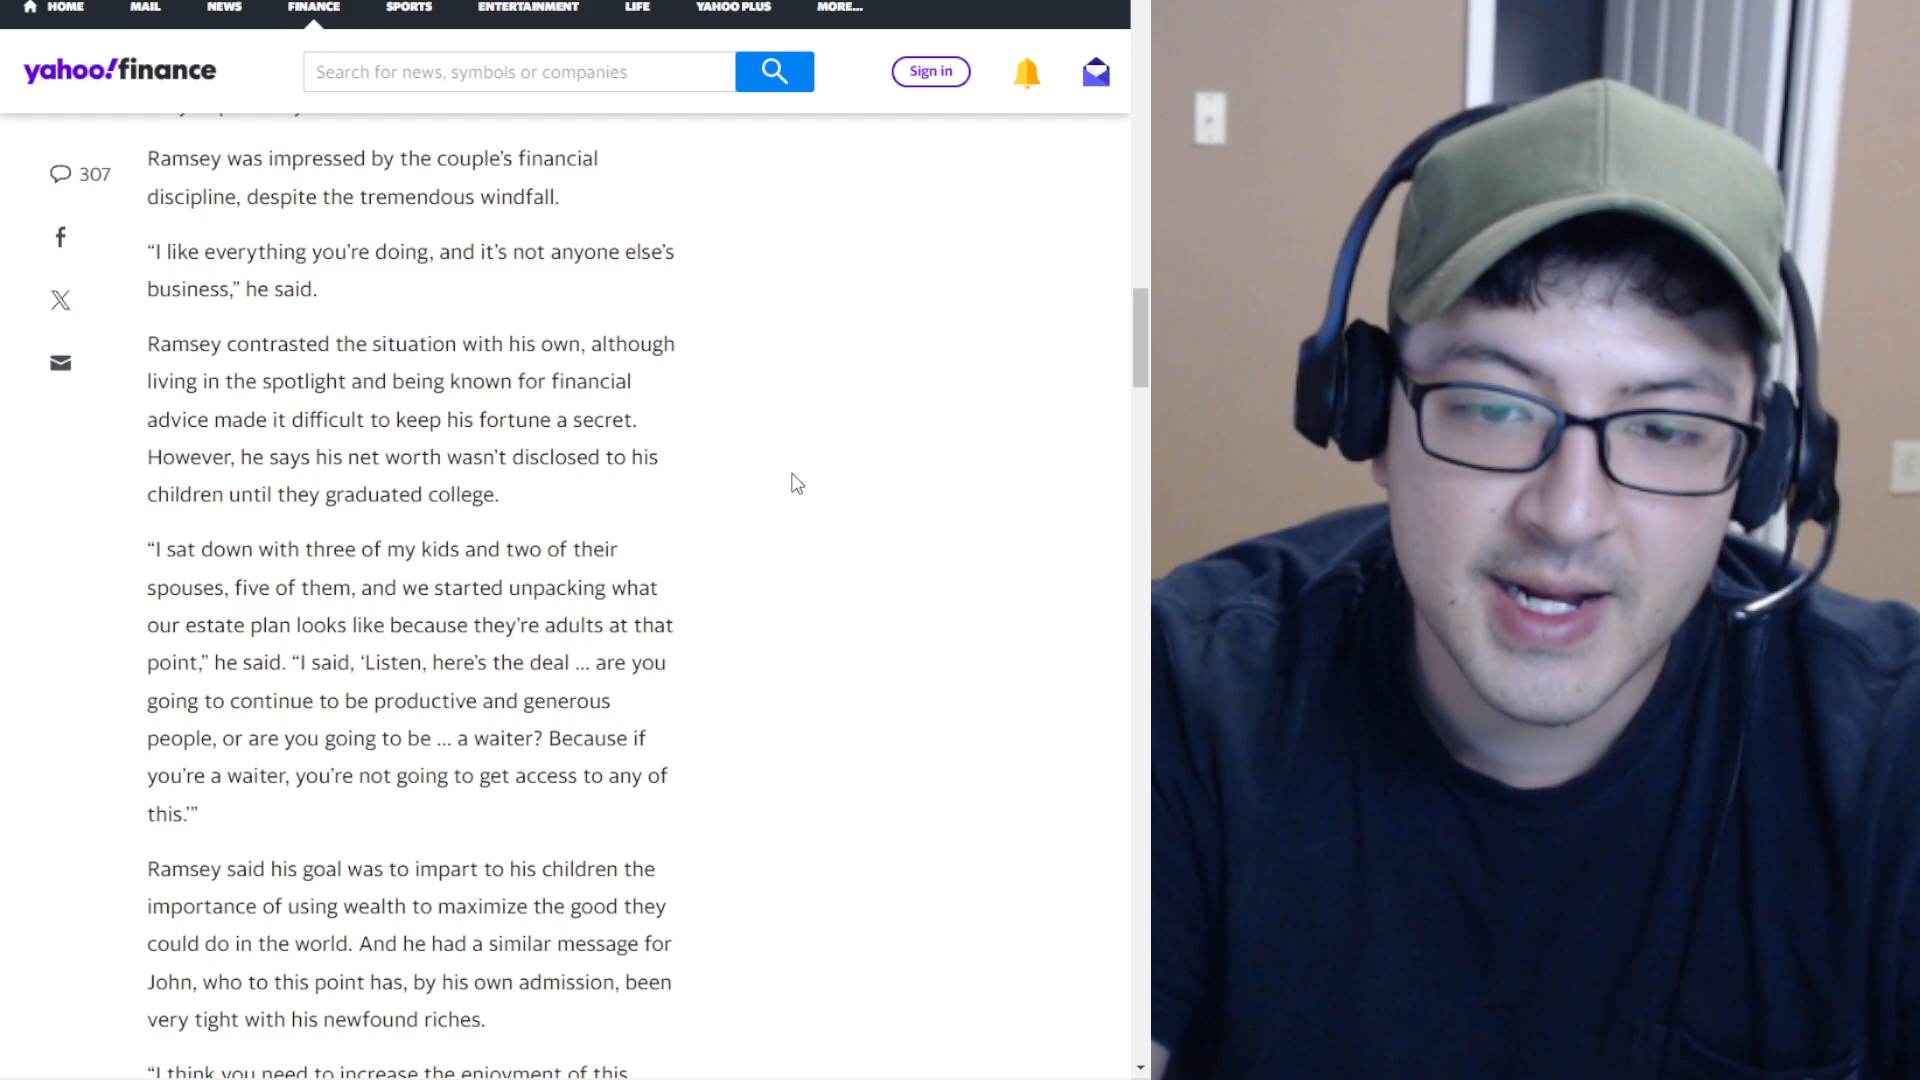 HOME MAIL NEWS FINANCE SPORTS ENTERTAINMENT LIFE YAHOO PLUS MORE...
yahoo!finance
Search for news, symbols or companies
Sign in
307
Ramsey was impressed by the couple’s financial
discipline, despite the tremendous windfall.
“I like everything you’re doing, and it’s not anyone else’s
business,” he said.
Ramsey contrasted the situation with his own, although
living in the spotlight and being known for financial
advice made it difficult to keep his fortune a secret.
However, he says his net worth wasn’t disclosed to his
children until they graduated college.
“I sat down with three of my kids and two of their
spouses, five of them, and we started unpacking what
our estate plan looks like because they’re adults at that
point,” he said. “I said, ‘Listen, here’s the deal ... are you
going to continue to be productive and generous
people, or are you going to be ... a waiter? Because if
you’re a waiter, you’re not going to get access to any of
this.’”
Ramsey said his goal was to impart to his children the
importance of using wealth to maximize the good they
could do in the world. And he had a similar message for
John, who to this point has, by his own admission, been
very tight with his newfound riches.
“I think you need to increase the enjoyment of this